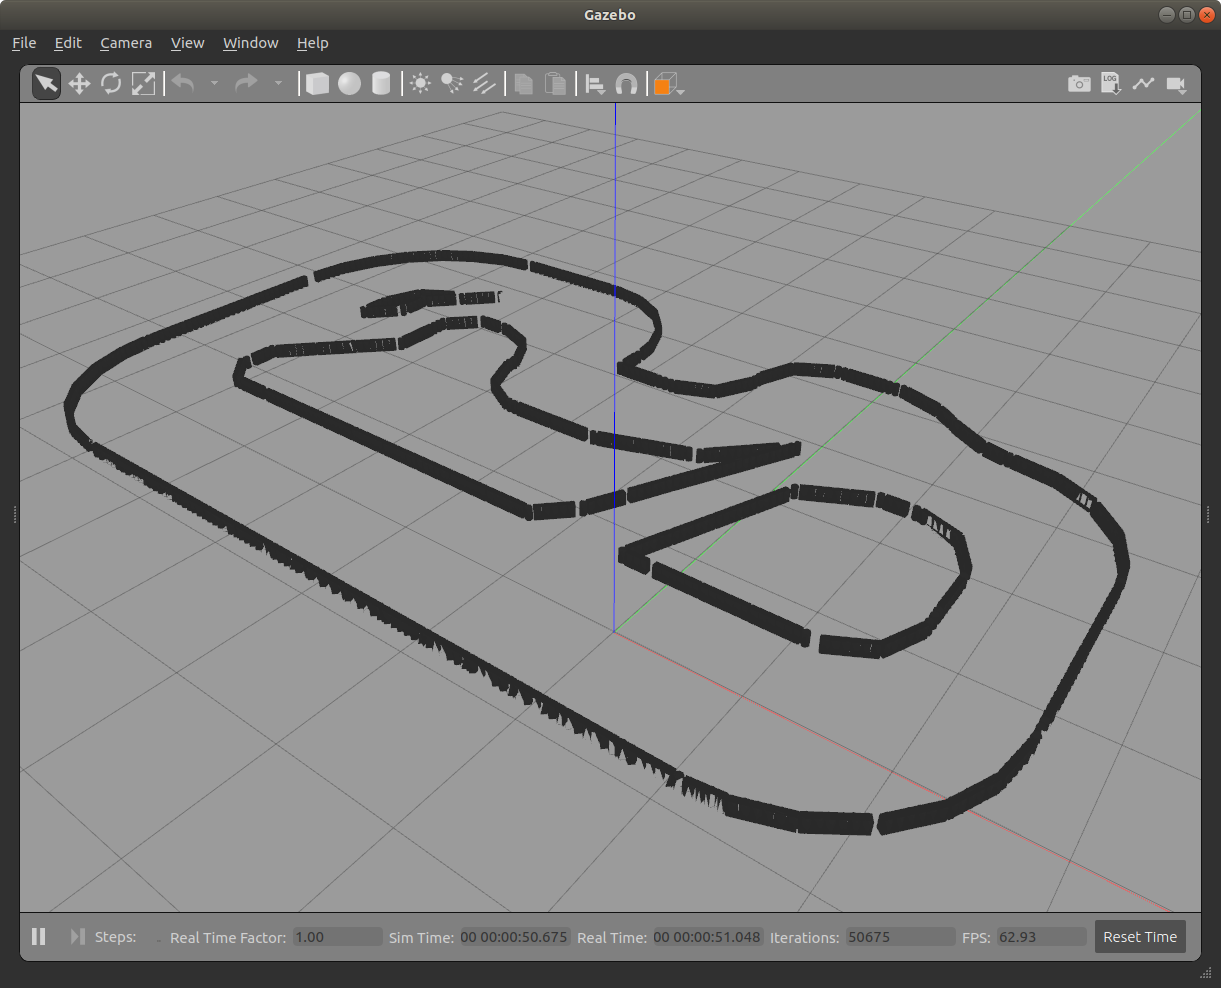 Gazebo
File Edit Camera View Window Help
LOG
Steps: Real Time Factor: 1.00 Sim Time: 00 00:00:50.675 Real Time: 00 00:00:51.048 Iterations: 50675 FPS: 62.93 Reset Time